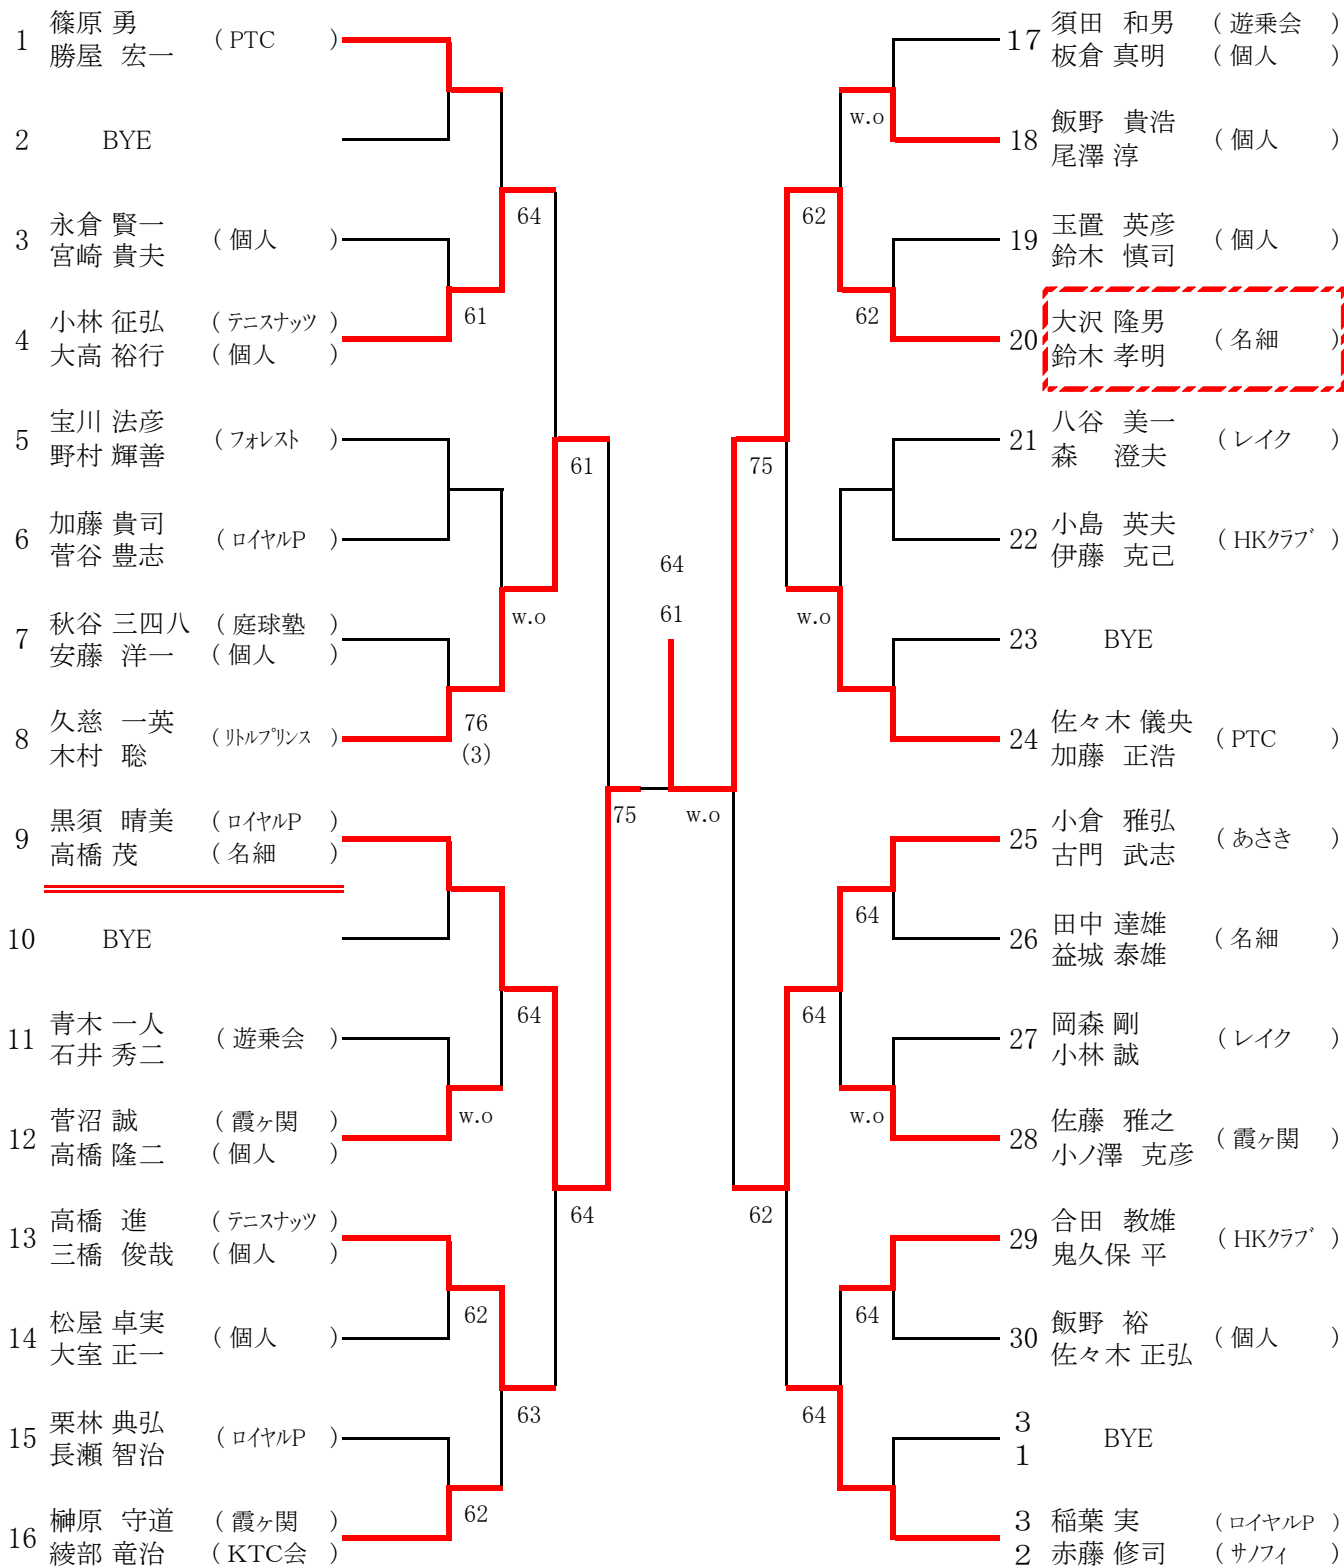 1 篠原 勇 ( PTC )
勝屋 宏一
2 BYE
3 永倉 賢一 ( 個人 )
宮崎 貴夫
4 小林 征弘 ( テニスナッツ )
大高 裕行 ( 個人 )
5 宝川 法彦 ( フォレスト )
野村 輝善
6 加藤 貴司 ( ロイヤルP )
菅谷 豊志
7 秋谷 三四八 ( 庭球塾 )
安藤 洋一 ( 個人 )
8 久慈 一英 ( リトルプリンス )
木村 聡
9 黒須 晴美 ( ロイヤルP )
高橋 茂 ( 名細 )
10 BYE
11 青木 一人 ( 遊乗会 )
石井 秀二
12 菅沼 誠 ( 霞ヶ関 )
高橋 隆二 ( 個人 )
13 高橋 進 ( テニスナッツ )
三橋 俊哉 ( 個人 )
14 松屋 卓実 ( 個人 )
大室 正一
15 栗林 典弘 ( ロイヤルP )
長瀬 智治
16 榊原 守道 ( 霞ヶ関 )
綾部 竜治 ( KTC会 )
64
61
61
w.o
76
(3)
75
64
w.o
64
62
63
62
64
61
w.o
w.o
62
62
75
w.o
64
64
w.o
62
64
64
17 須田 和男 ( 遊乗会 )
板倉 真明 ( 個人 )
18 飯野 貴浩 ( 個人 )
尾澤 淳
19 玉置 英彦 ( 個人 )
鈴木 慎司
20 大沢 隆男 ( 名細 )
鈴木 孝明
21 八谷 美一 ( レイク )
森 澄夫
22 小島 英夫 ( HKクラブ )
伊藤 克己
23 BYE
24 佐々木 儀央 ( PTC )
加藤 正浩
25 小倉 雅弘 ( あさき )
古門 武志
26 田中 達雄 ( 名細 )
益城 泰雄
27 岡森 剛 ( レイク )
小林 誠
28 佐藤 雅之 ( 霞ヶ関 )
小ノ澤 克彦
29 合田 教雄 ( HKクラブ )
鬼久保 平
30 飯野 裕 ( 個人 )
佐々木 正弘
3
1 BYE
3 稲葉 実 ( ロイヤルP )
2 赤藤 修司 ( サノフィ )